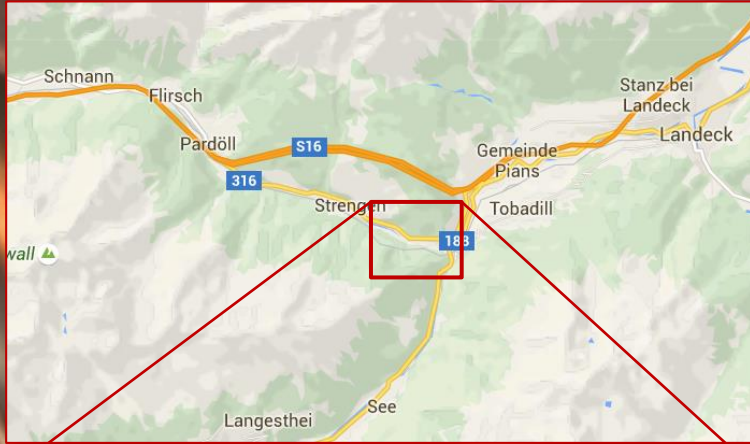 Schnann
Flirsch
Stanz bei
Landeck
Landeck
Pardöll
S16
Gemeinde
Pians
316
Strengen
Tobadill
188
wall
See
Langesthei